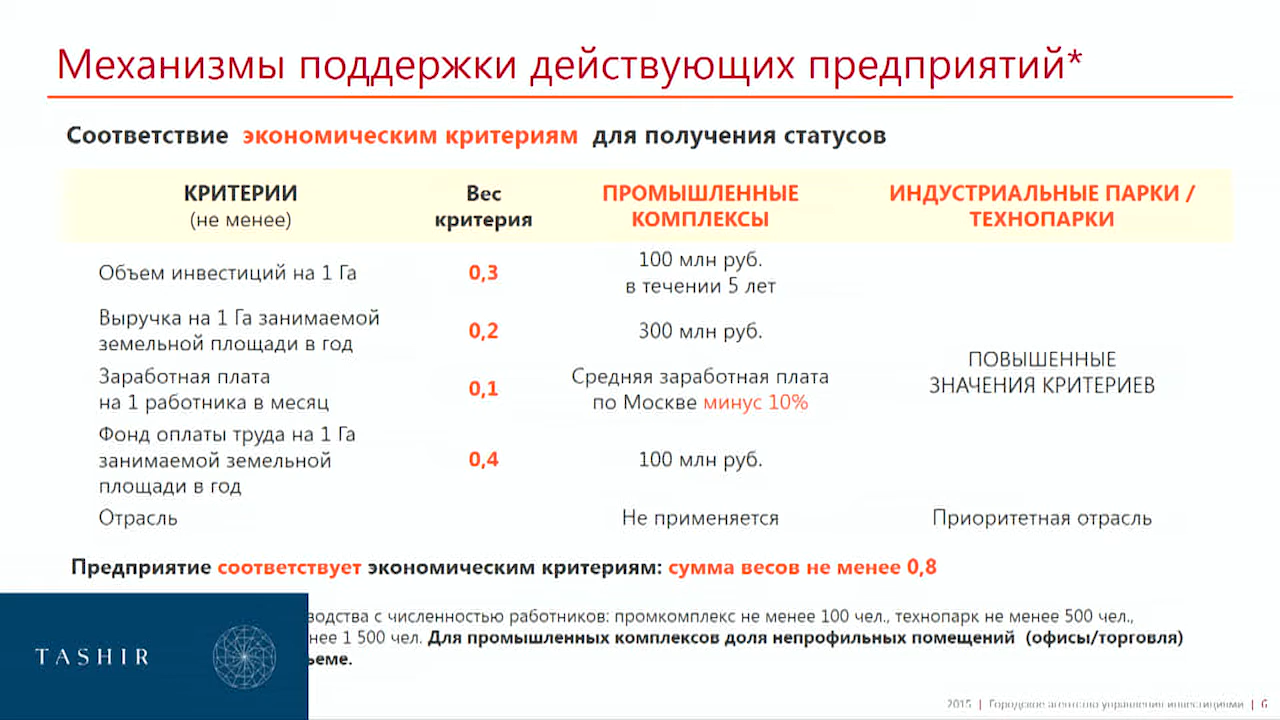 Механизмы поддержки действующих предприятий*
Соответствие экономическим критериям для получения статусов
КРИТЕРИИ
(не менее)
Вес
критерия
ПРОМЫШЛЕННЫЕ
КОМПЛЕКСЫ
ИНДУСТРИАЛЬНЫЕ ПАРКИ /
ТЕХНОПАРКИ
Объем инвестиций на 1 Га
0,3
100 млн руб.
в течении 5 лет
Выручка на 1 Га занимаемой
земельной площади в год
0,2
300 млн руб.
Заработная плата
на 1 работника в месяц
0,1
Средняя заработная плата
по Москве минус 10%
ПОВЫШЕННЫЕ
ЗНАЧЕНИЯ КРИТЕРИЕВ
Фонд оплаты труда на 1 Га
занимаемой земельной
площади в год
0,4
100 млн руб.
Отрасль
Не применяется
Приоритетная отрасль
Предприятие соответствует экономическим критериям: сумма весов не менее 0,8
водства с численностью работников: промкомплекс не менее 100 чел., технопарк не менее 500 чел.,
нее 1 500 чел. Для промышленных комплексов доля непрофильных помещений (офисы/торговля)
ъеме.
TASHIR
2015 | Городское агентство управления инвестициями | 6